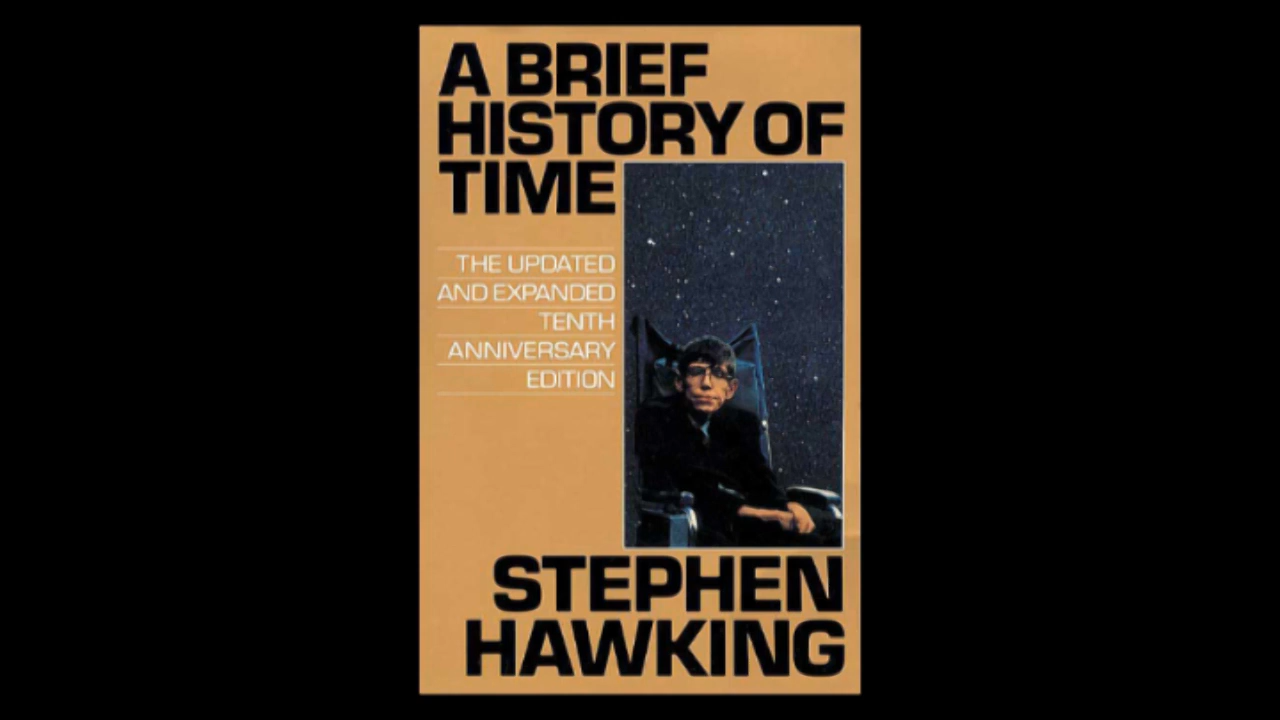 A BRIEF
HISTORY OF
TIME
THE UPDATED
AND EXPANDED
TENTH
ANNIVERSARY
EDITION
STEPHEN
HAWKING